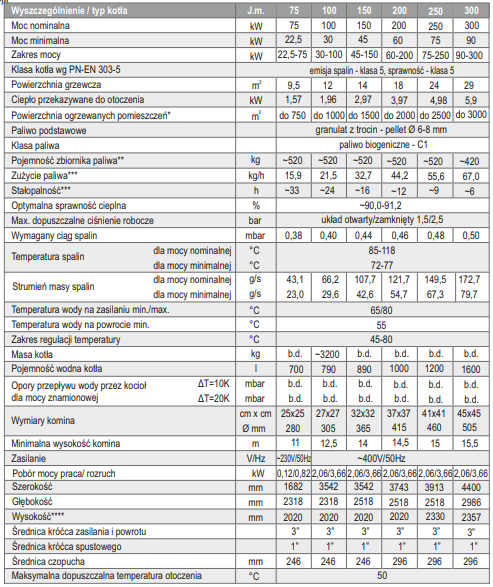 Wyszczególnienie / typ kotła J.m. 75 100 150 200 250 300
Moc nominalna kW 75 100 150 200 250 300
Moc minimalna kW 22,5 30 45 60 75 90
Zakres mocy kW 22,5-75 30-100 45-150 60-200 75-250 90-300
Klasa kotła wg PN-EN 303-5 emisja spalin - klasa 5, sprawność - klasa 5
Powierzchnia grzewcza m² 9,5 12 14 18 24 29
Ciepło przekazywane do otoczenia kW 1,57 1,96 2,97 3,97 4,98 5,9
Powierzchnia ogrzewanych pomieszczeń* m² do 750 do 1000 do 1500 do 2000 do 2500 do 3000
Paliwo podstawowe granulat z trocin - pellet Ø 6-8 mm
Klasa paliwa paliwo biogeniczne - C1
Pojemność zbiornika paliwa** kg ~520 ~520 ~520 ~520 ~520 ~420
Zużycie paliwa*** kg/h 15,9 21,5 32,7 44,2 55,6 67,0
Stałopalność*** h ~33 ~24 ~16 ~12 ~9 ~6
Optymalna sprawność cieplna % ~90,0-91,2
Max. dopuszczalne ciśnienie robocze bar układ otwarty/zamknięty 1,5/2,5
Wymagany ciąg spalin mbar 0,38 0,40 0,44 0,46 0,48 0,50
Temperatura spalin dla mocy nominalnej °C 85-118
dla mocy minimalnej °C 72-77
Strumień masy spalin dla mocy nominalnej g/s 43,1 66,2 107,7 121,7 149,5 172,7
dla mocy minimalnej g/s 23,0 29,6 42,6 54,7 67,3 79,7
Temperatura wody na zasilaniu min./max. °C 65/80
Temperatura wody na powrocie min. °C 55
Zakres regulacji temperatury °C 45-80
Masa kotła kg b.d. ~3200 b.d. b.d. b.d. b.d.
Pojemność wodna kotła l 700 790 890 1000 1200 1600
Opory przepływu wody przez kocioł ΔT=10K mbar b.d. b.d. b.d. b.d. b.d. b.d.
dla mocy znamionowej ΔT=20K mbar b.d. b.d. b.d. b.d. b.d. b.d.
Wymiary komina cm x cm 25x25 27x27 32x32 37x37 41x41 45x45
Ø mm 280 305 365 415 460 505
Minimalna wysokość komina m 11 12,5 14 14,5 15 15,5
Zasilanie V/Hz ~230V/50Hz ~400V/50Hz
Pobór mocy praca/ rozruch kW 0,12/0,82 2,06/3,66 2,06/3,66 2,06/3,66 2,06/3,66 2,06/3,66
Szerokość mm 1682 3542 3542 3743 3913 4400
Głębokość mm 2318 2318 2518 2518 2518 2986
Wysokość**** mm 2020 2020 2020 2020 2330 2357
Średnica króćca zasilania i powrotu 3" 3" 3" 3" 3" 3"
Średnica króćca spustowego 1" 1" 1" 1" 1" 1"
Średnica czopucha mm 246 246 246 296 296 296
Maksymalna dopuszczalna temperatura otoczenia °C 50